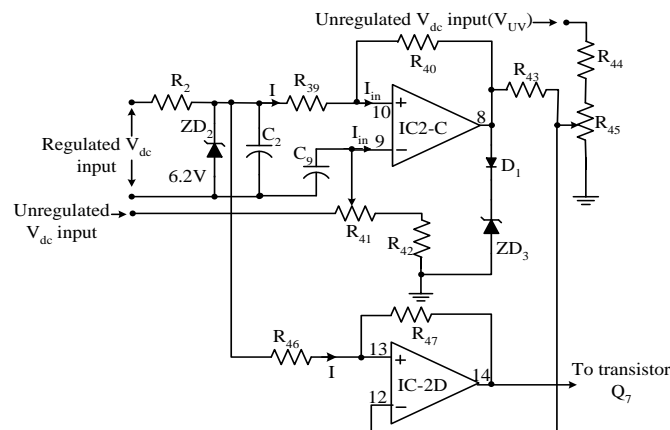 Unregulated V_dc input(V_UV)
R_44
R_40
R_43
R_2
I
R_39
I_in
+
10
8
IC2-C
R_45
ZD_2
C_2
Regulated V_dc
input
I_in
9
−
C_9
D_1
6.2V
Unregulated
V_dc input
R_41
R_42
ZD_3
R_47
R_46
13
+
I
IC-2D
14
To transistor
Q_7
12
−